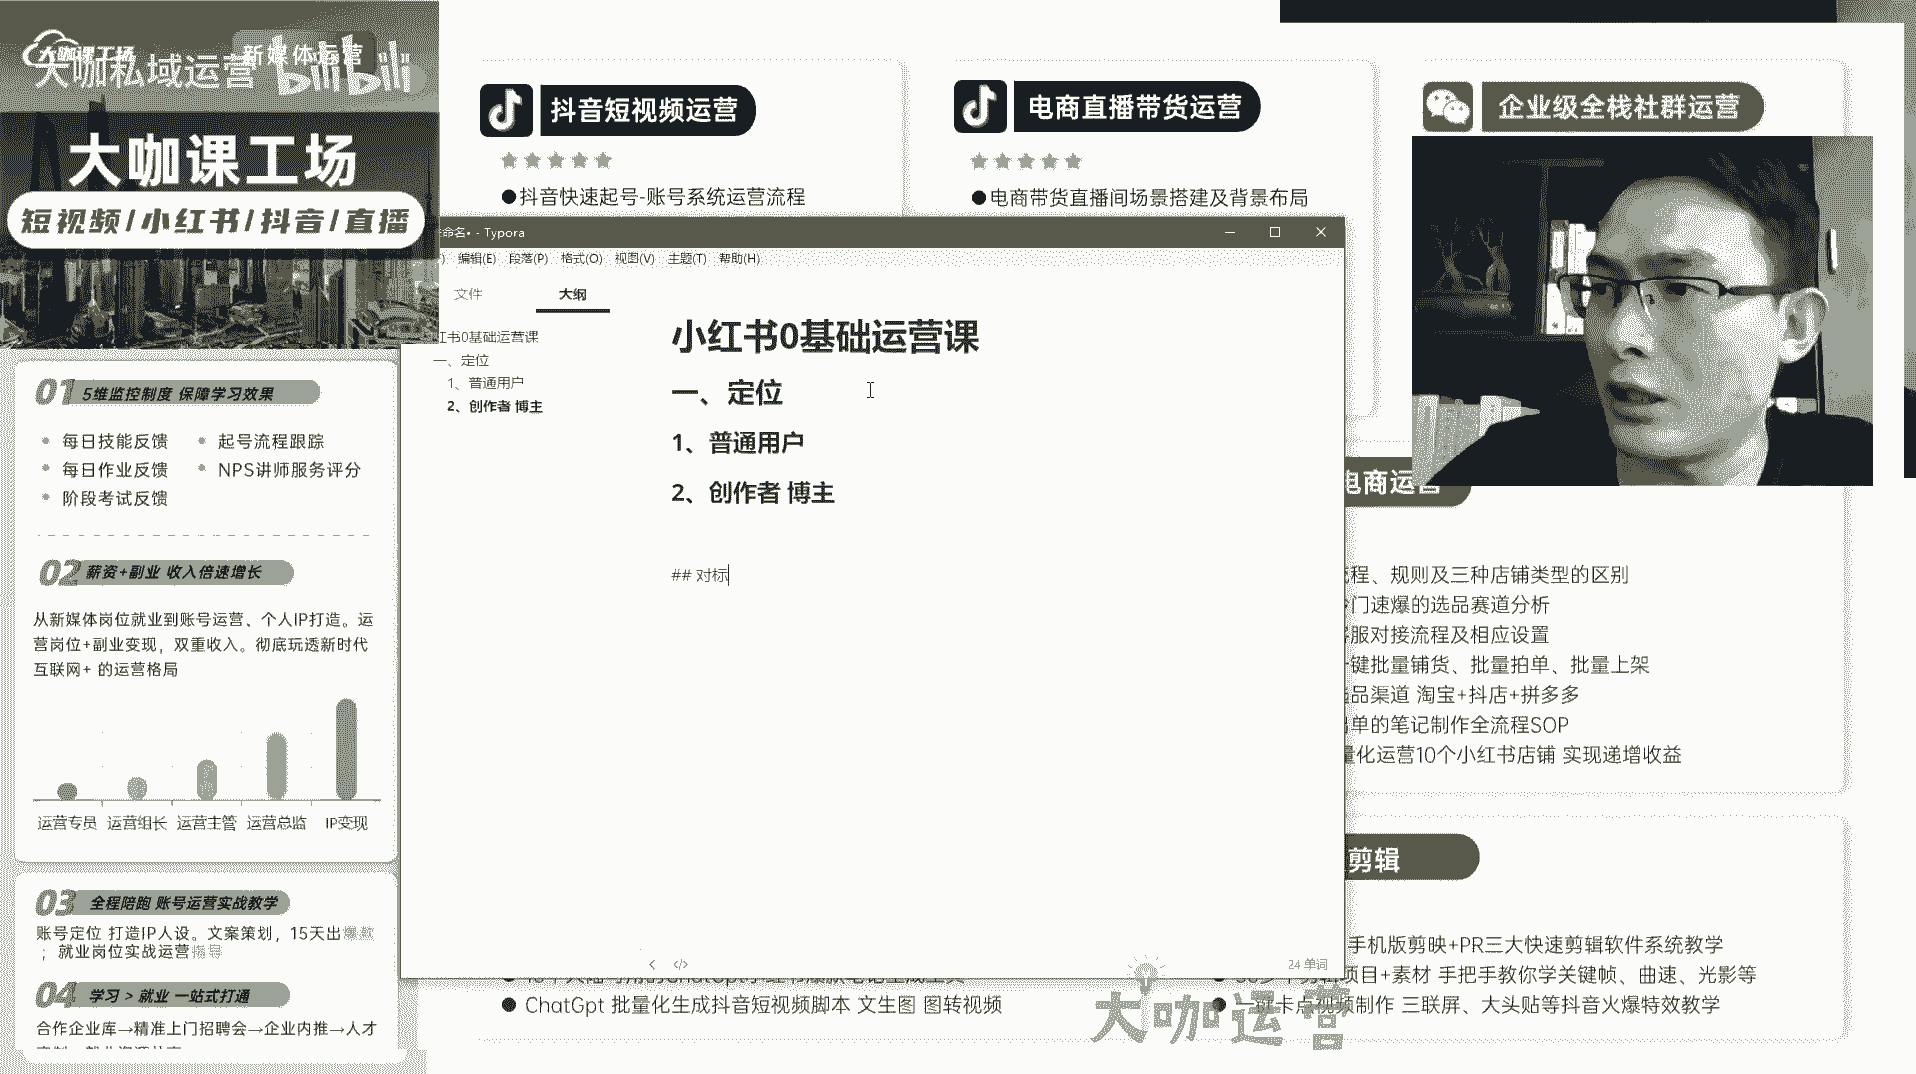 大咖私域运营
新媒体运营
bilibili
大咖课工场
短视频/小红书/抖音/直播
01 5维监控制度 保障学习效果
每日技能反馈
起号流程跟踪
每日作业反馈
NPS讲师服务评分
阶段考试反馈
02 薪资+副业 收入倍速增长
从新媒体岗位就业到账号运营、个人IP打造。运
营岗位+副业变现，双重收入。彻底玩透新时代
互联网+ 的运营格局
运营专员 运营组长 运营主管 运营总监 IP变现
03 全程陪跑 账号运营实战教学
账号定位 打造IP人设。文案策划，15天出爆款
；就业岗位实战运营指导
04 学习 > 就业 一站式打通
合作企业库→精准上门招聘会→企业内推→人才
抖音短视频运营
●抖音快速起号-账号系统运营流程
电商直播带货运营
●电商带货直播间场景搭建及背景布局
企业级全栈社群运营
命名• - Typora
编辑(E) 段落(P) 格式(O) 视图(V) 主题(T) 帮助(H)
文件 大纲
红书0基础运营课
一、定位
1、普通用户
2、创作者 博主
小红书0基础运营课
一、定位
1、普通用户
2、创作者 博主
## 对标
24 单词
电商运营
程、规则及三种店铺类型的区别
门速爆的选品赛道分析
服对接流程及相应设置
键批量铺货、批量拍单、批量上架
品渠道 淘宝+抖店+拼多多
单的笔记制作全流程SOP
量化运营10个小红书店铺 实现递增收益
剪辑
手机版剪映+PR三大快速剪辑软件系统教学
项目+素材 手把手教你学关键帧、曲速、光影等
卡点视频制作 三联屏、大头贴等抖音火爆特效教学
● ChatGpt 批量化生成抖音短视频脚本 文生图 图转视频
大咖运营